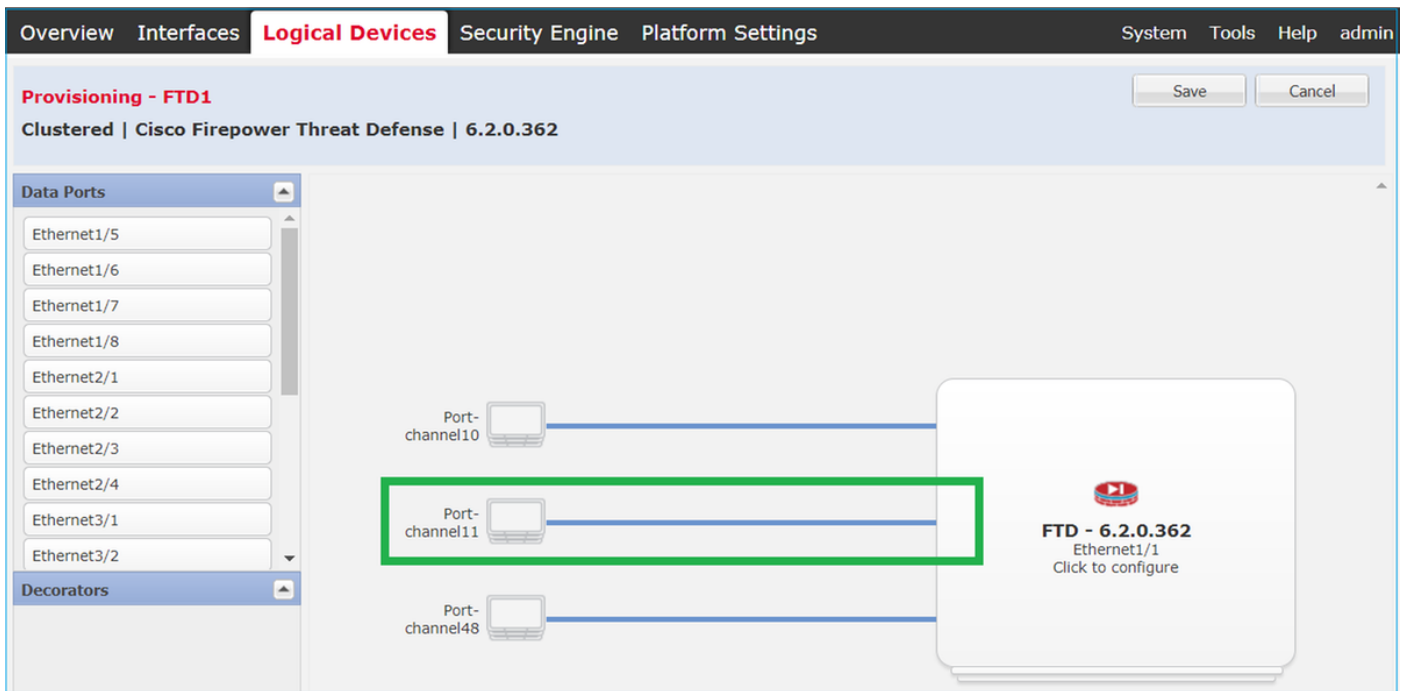 Overview Interfaces Logical Devices Security Engine Platform Settings System Tools Help admin
Provisioning - FTD1 Save Cancel
Clustered | Cisco Firepower Threat Defense | 6.2.0.362
Data Ports
Ethernet1/5
Ethernet1/6
Ethernet1/7
Ethernet1/8
Ethernet2/1
Ethernet2/2
Ethernet2/3
Ethernet2/4
Ethernet3/1
Ethernet3/2
Decorators
Port-
channel10
Port-
channel11
Port-
channel48
FTD - 6.2.0.362
Ethernet1/1
Click to configure